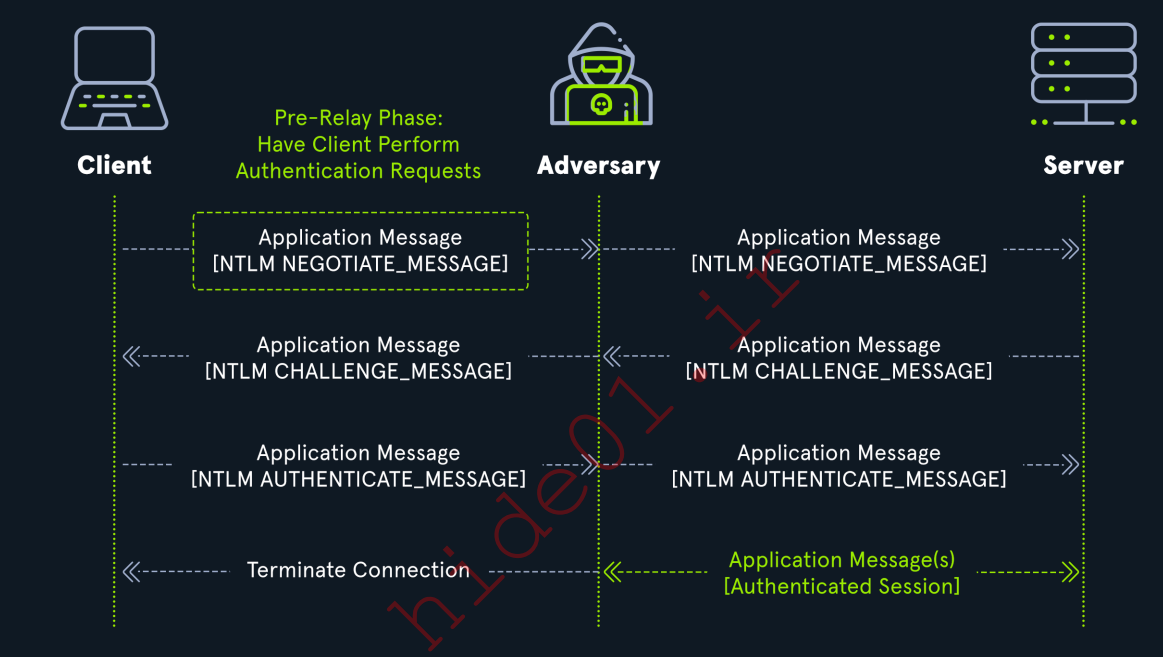 Pre-Relay Phase:
Have Client Perform
Authentication Requests
Client
Adversary
Server
Application Message
[NTLM NEGOTIATE_MESSAGE]
Application Message
[NTLM NEGOTIATE_MESSAGE]
Application Message
[NTLM CHALLENGE_MESSAGE]
Application Message
[NTLM CHALLENGE_MESSAGE]
Application Message
[NTLM AUTHENTICATE_MESSAGE]
Application Message
[NTLM AUTHENTICATE_MESSAGE]
Terminate Connection
Application Message(s)
[Authenticated Session]
hide01.ir